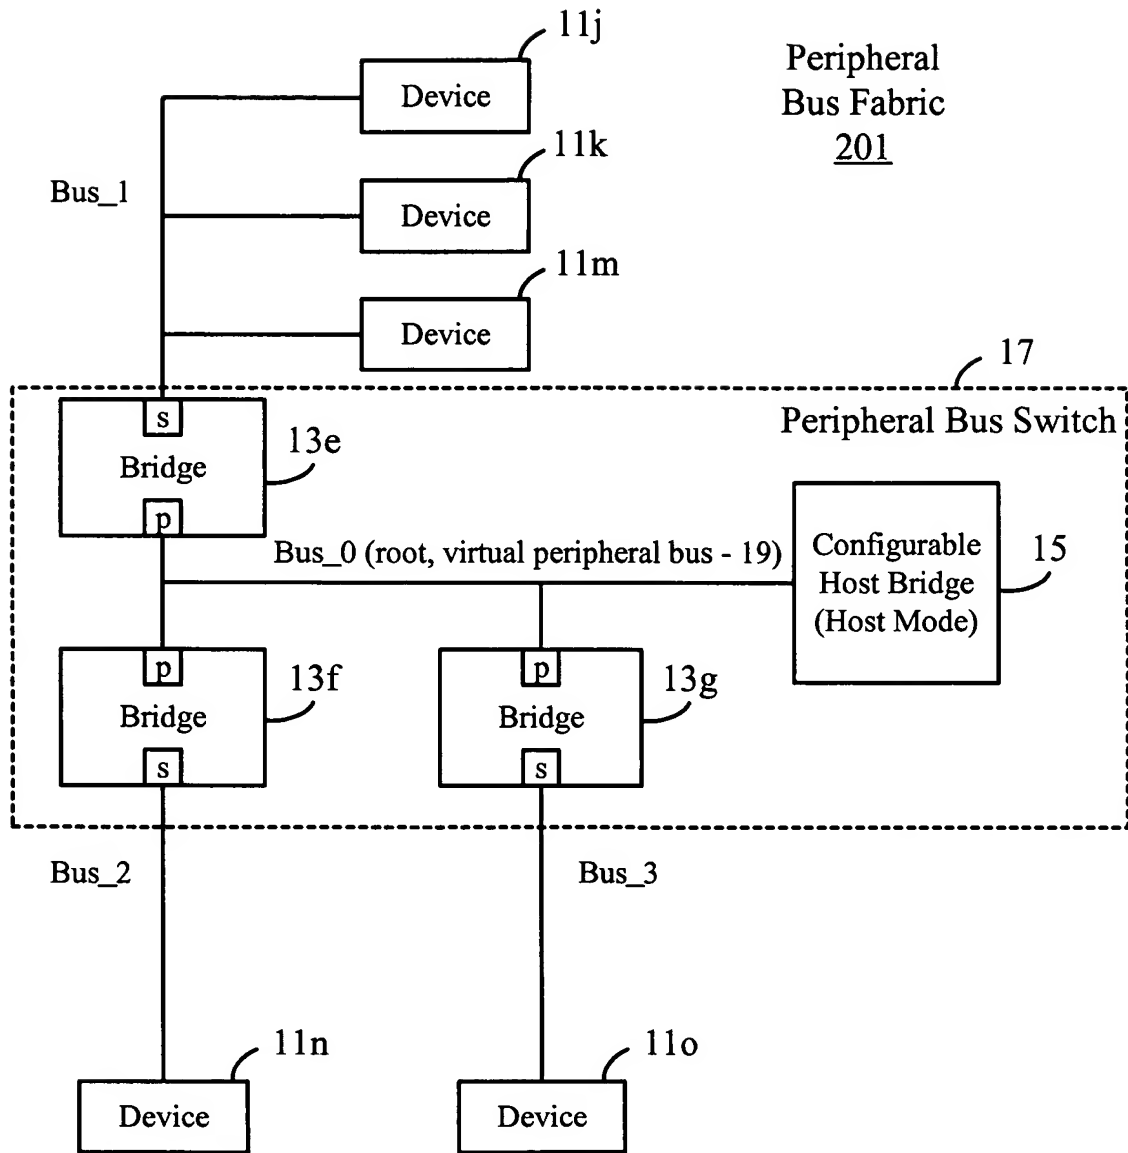 11j
Peripheral
Bus Fabric
201
Device
11k
Bus_1
Device
11m
Device
17
Peripheral Bus Switch
s
13e
Bridge
p
Bus_0 (root, virtual peripheral bus - 19)
Configurable
Host Bridge
(Host Mode)
15
p
13f
Bridge
s
p
13g
Bridge
s
Bus_2
Bus_3
11n
11o
Device
Device